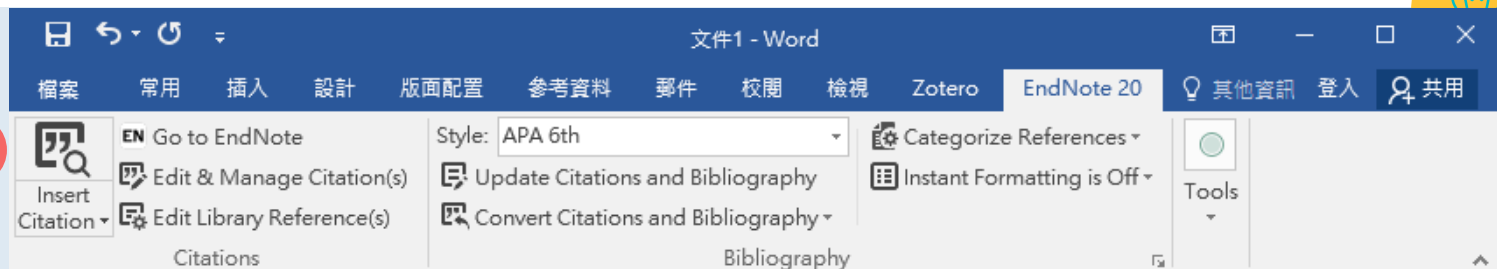 文件1 - Word
檔案 常用 插入 設計 版面配置 參考資料 郵件 校閱 檢視 Zotero EndNote 20 其他資訊 登入 共用
Insert Citation
EN Go to EndNote
Edit & Manage Citation(s)
Edit Library Reference(s)
Citations
Style: APA 6th
Update Citations and Bibliography
Convert Citations and Bibliography
Categorize References
Instant Formatting is Off
Bibliography
Tools